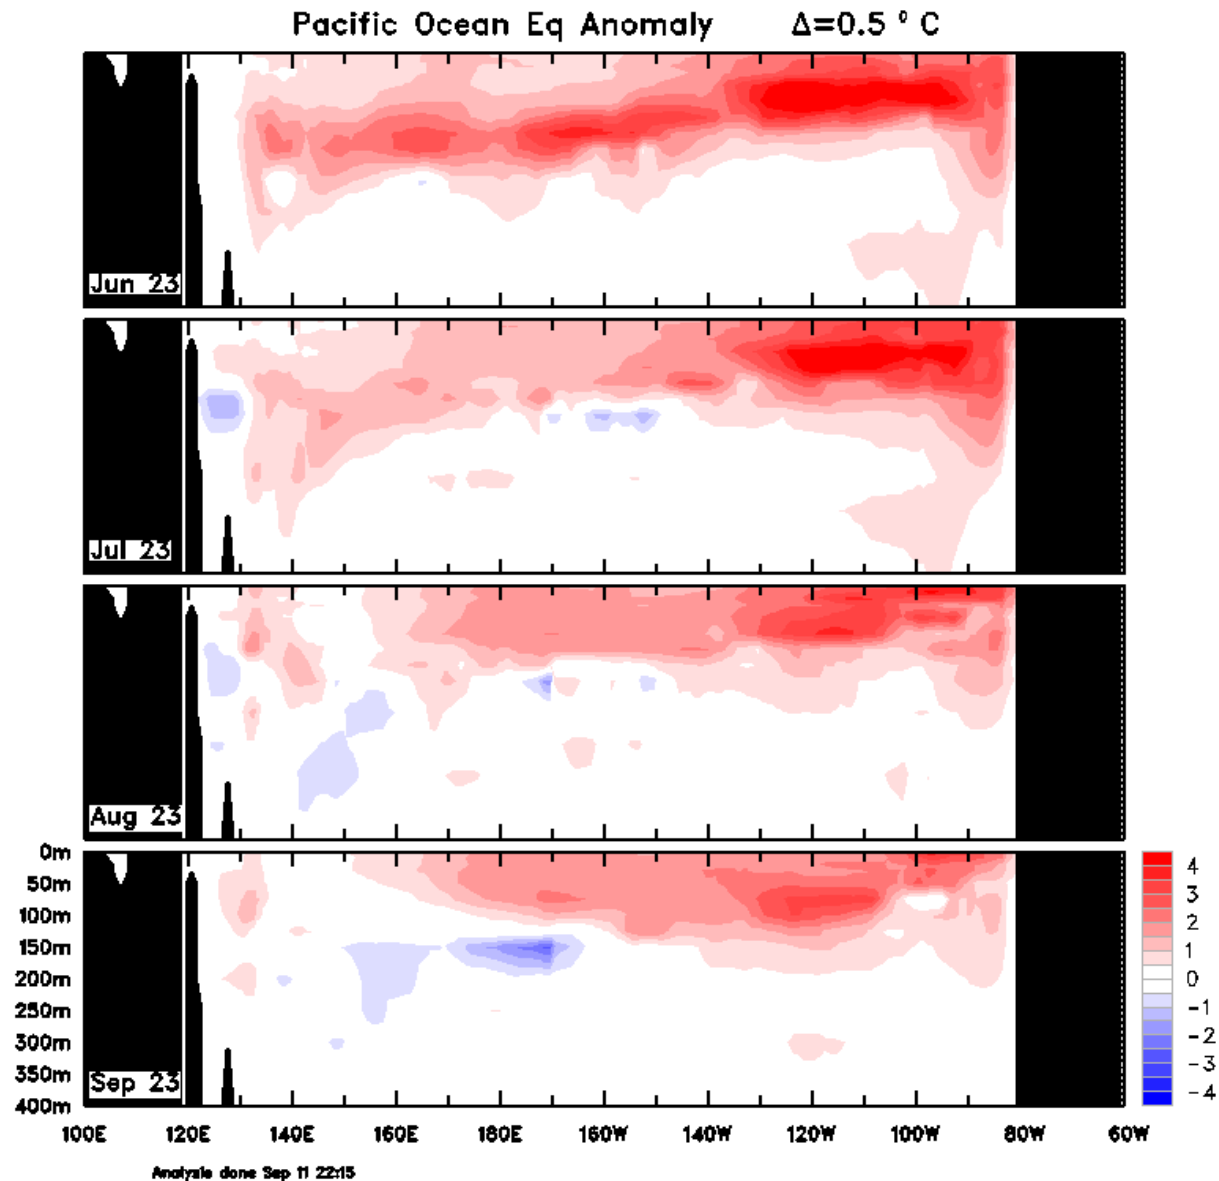 Pacific Ocean Eq Anomaly Δ=0.5 ° C
Jun 23
Jul 23
Aug 23
Sep 23
0m
50m
100m
150m
200m
250m
300m
350m
400m
4
3
2
1
0
-1
-2
-3
-4
100E 120E 140E 160E 180E 160W 140W 120W 100W 80W 60W
Analysis done Sep 11 22:15